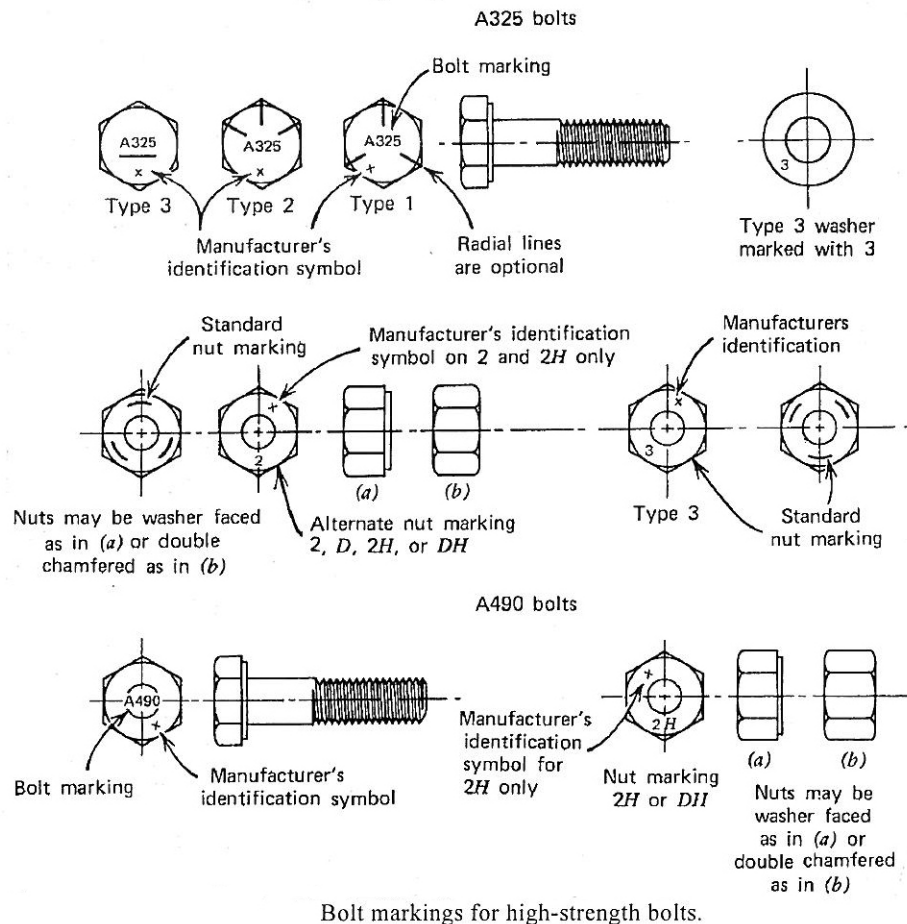 A325 bolts
Bolt marking
A325
x
A325
x
A325
x
3
Type 3
Type 2
Type 1
Manufacturer's
identification symbol
Radial lines
are optional
Type 3 washer
marked with 3
Standard
nut marking
Manufacturer's identification
symbol on 2 and 2H only
Manufacturers
identification
x
2
x
3
(a)
(b)
Type 3
Nuts may be washer faced
as in (a) or double
chamfered as in (b)
Alternate nut marking
2, D, 2H, or DH
Standard
nut marking
A490 bolts
A490
x
x
2H
Bolt marking
Manufacturer's
identification symbol
Manufacturer's
identification
symbol for
2H only
Nut marking
2H or DH
(a)
(b)
Nuts may be
washer faced
as in (a) or
double chamfered
as in (b)
Bolt markings for high-strength bolts.